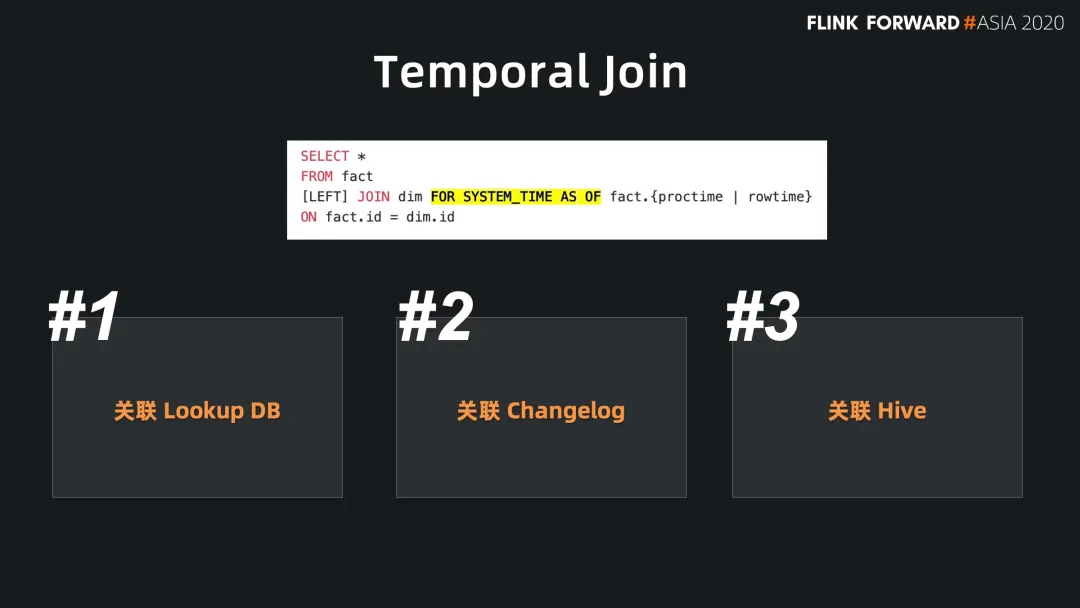 FLINK FORWARD #ASIA 2020
Temporal Join
SELECT *
FROM fact
[LEFT] JOIN dim FOR SYSTEM_TIME AS OF fact.{proctime | rowtime}
ON fact.id = dim.id
#1
关联 Lookup DB
#2
关联 Changelog
#3
关联 Hive